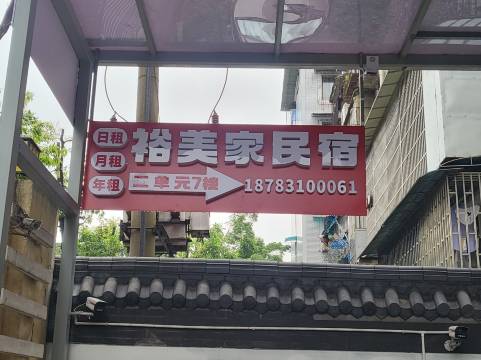 日租
月租
年租
裕美家民宿
二单元7楼
18783100061